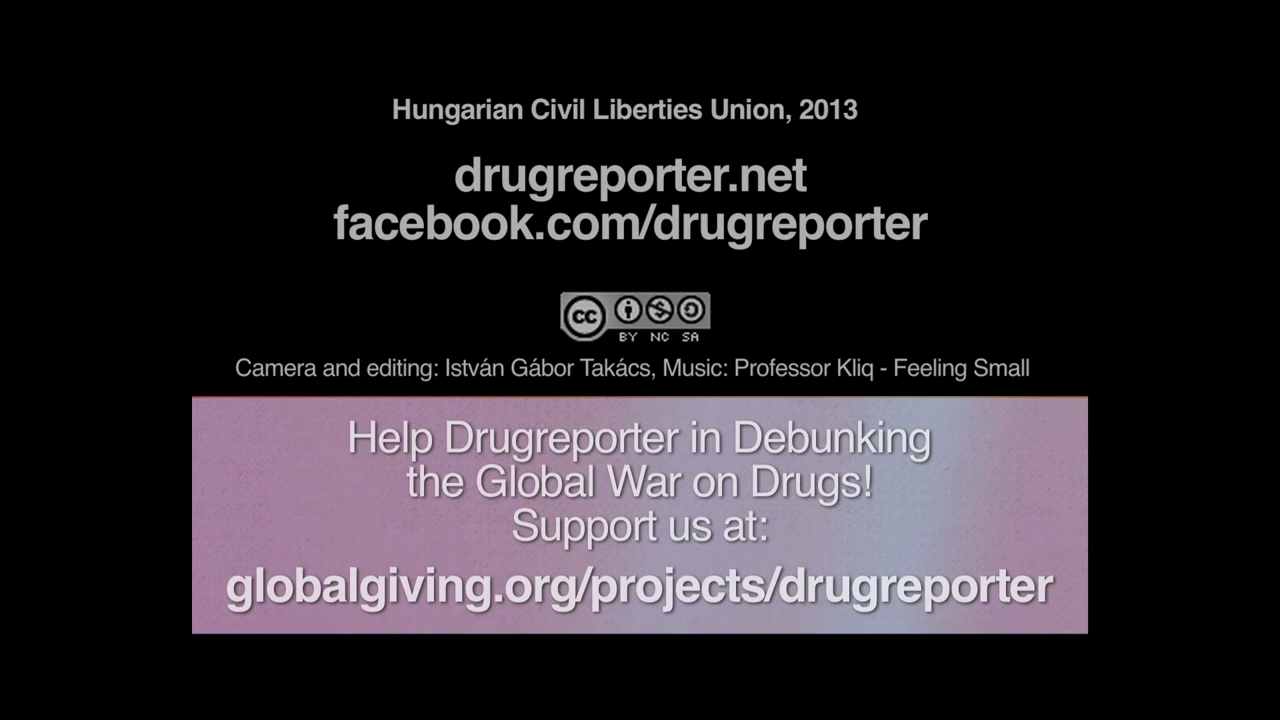 Hungarian Civil Liberties Union, 2013
drugreporter.net
facebook.com/drugreporter
cc
BY NC SA
Camera and editing: István Gábor Takács, Music: Professor Kliq - Feeling Small
Help Drugreporter in Debunking
the Global War on Drugs!
Support us at:
globalgiving.org/projects/drugreporter